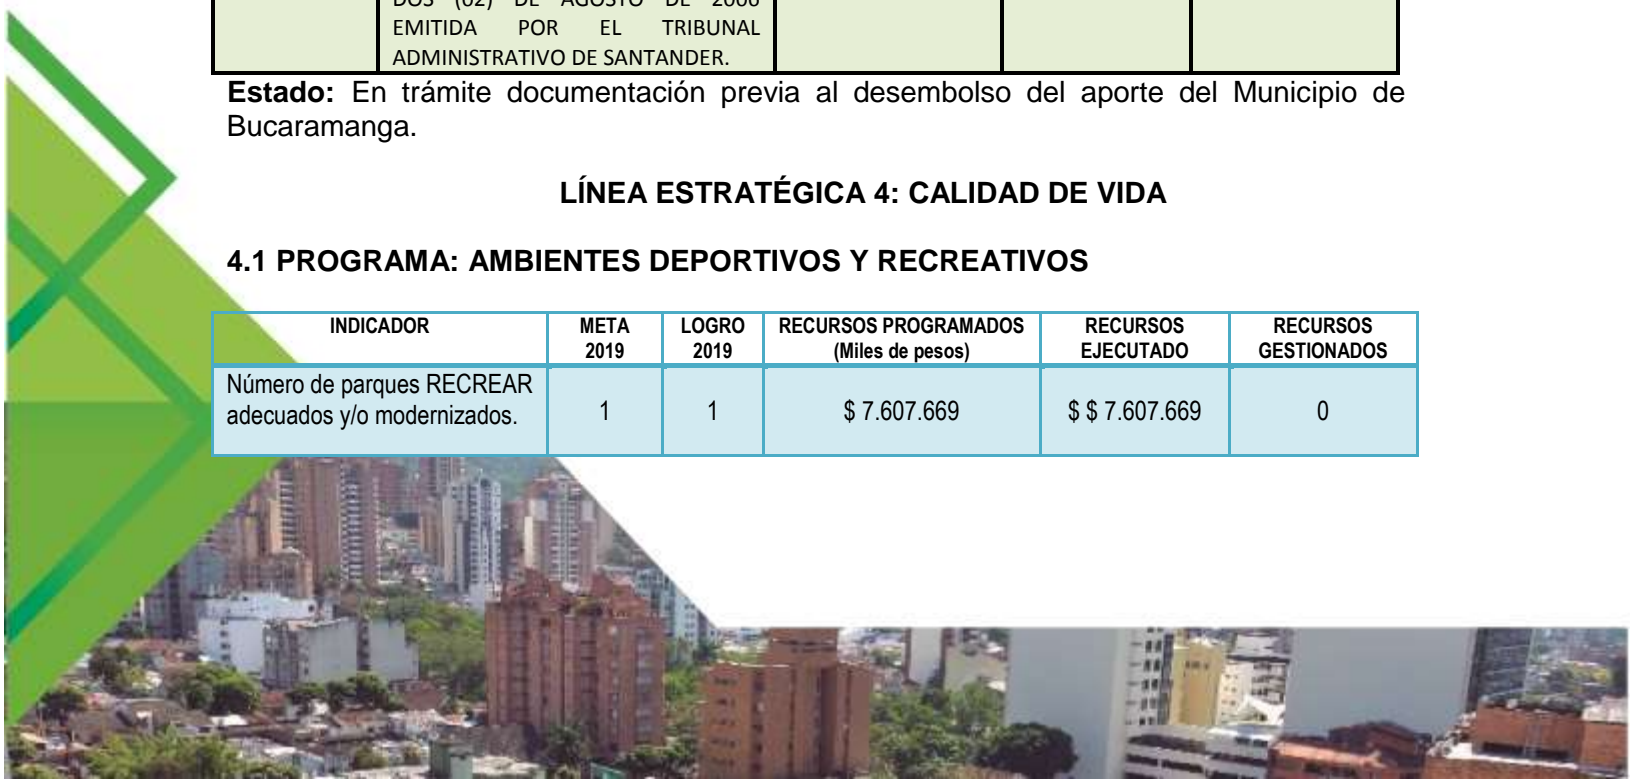 DOS (02) DE AGOSTO DE 2006
EMITIDA POR EL TRIBUNAL
ADMINISTRATIVO DE SANTANDER.
Estado: En trámite documentación previa al desembolso del aporte del Municipio de
Bucaramanga.
LÍNEA ESTRATÉGICA 4: CALIDAD DE VIDA
4.1 PROGRAMA: AMBIENTES DEPORTIVOS Y RECREATIVOS
INDICADOR META 2019 LOGRO 2019 RECURSOS PROGRAMADOS (Miles de pesos) RECURSOS EJECUTADO RECURSOS GESTIONADOS
Número de parques RECREAR
adecuados y/o modernizados.
1 1 $ 7.607.669 $ $ 7.607.669 0